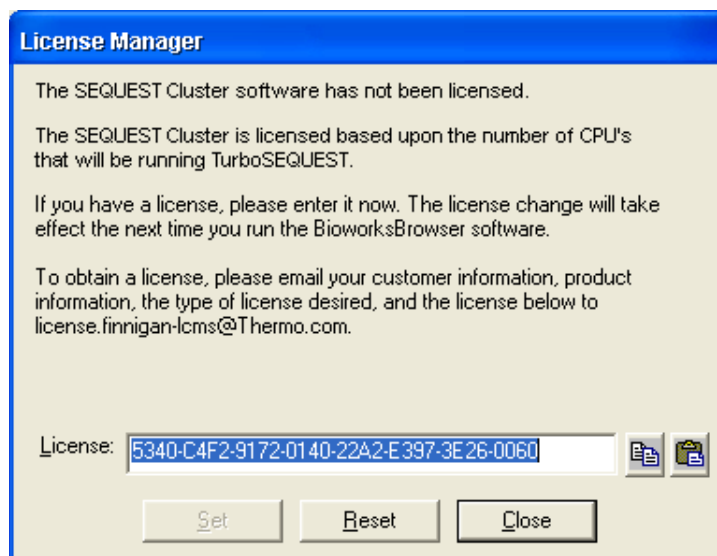 License Manager
The SEQUEST Cluster software has not been licensed.
The SEQUEST Cluster is licensed based upon the number of CPU's
that will be running TurboSEQUEST.
If you have a license, please enter it now. The license change will take
effect the next time you run the BioworksBrowser software.
To obtain a license, please email your customer information, product
information, the type of license desired, and the license below to
license.finnigan-lcms@Thermo.com.
License: 5340-C4F2-9172-0140-22A2-E397-3E26-0060
Set Reset Close